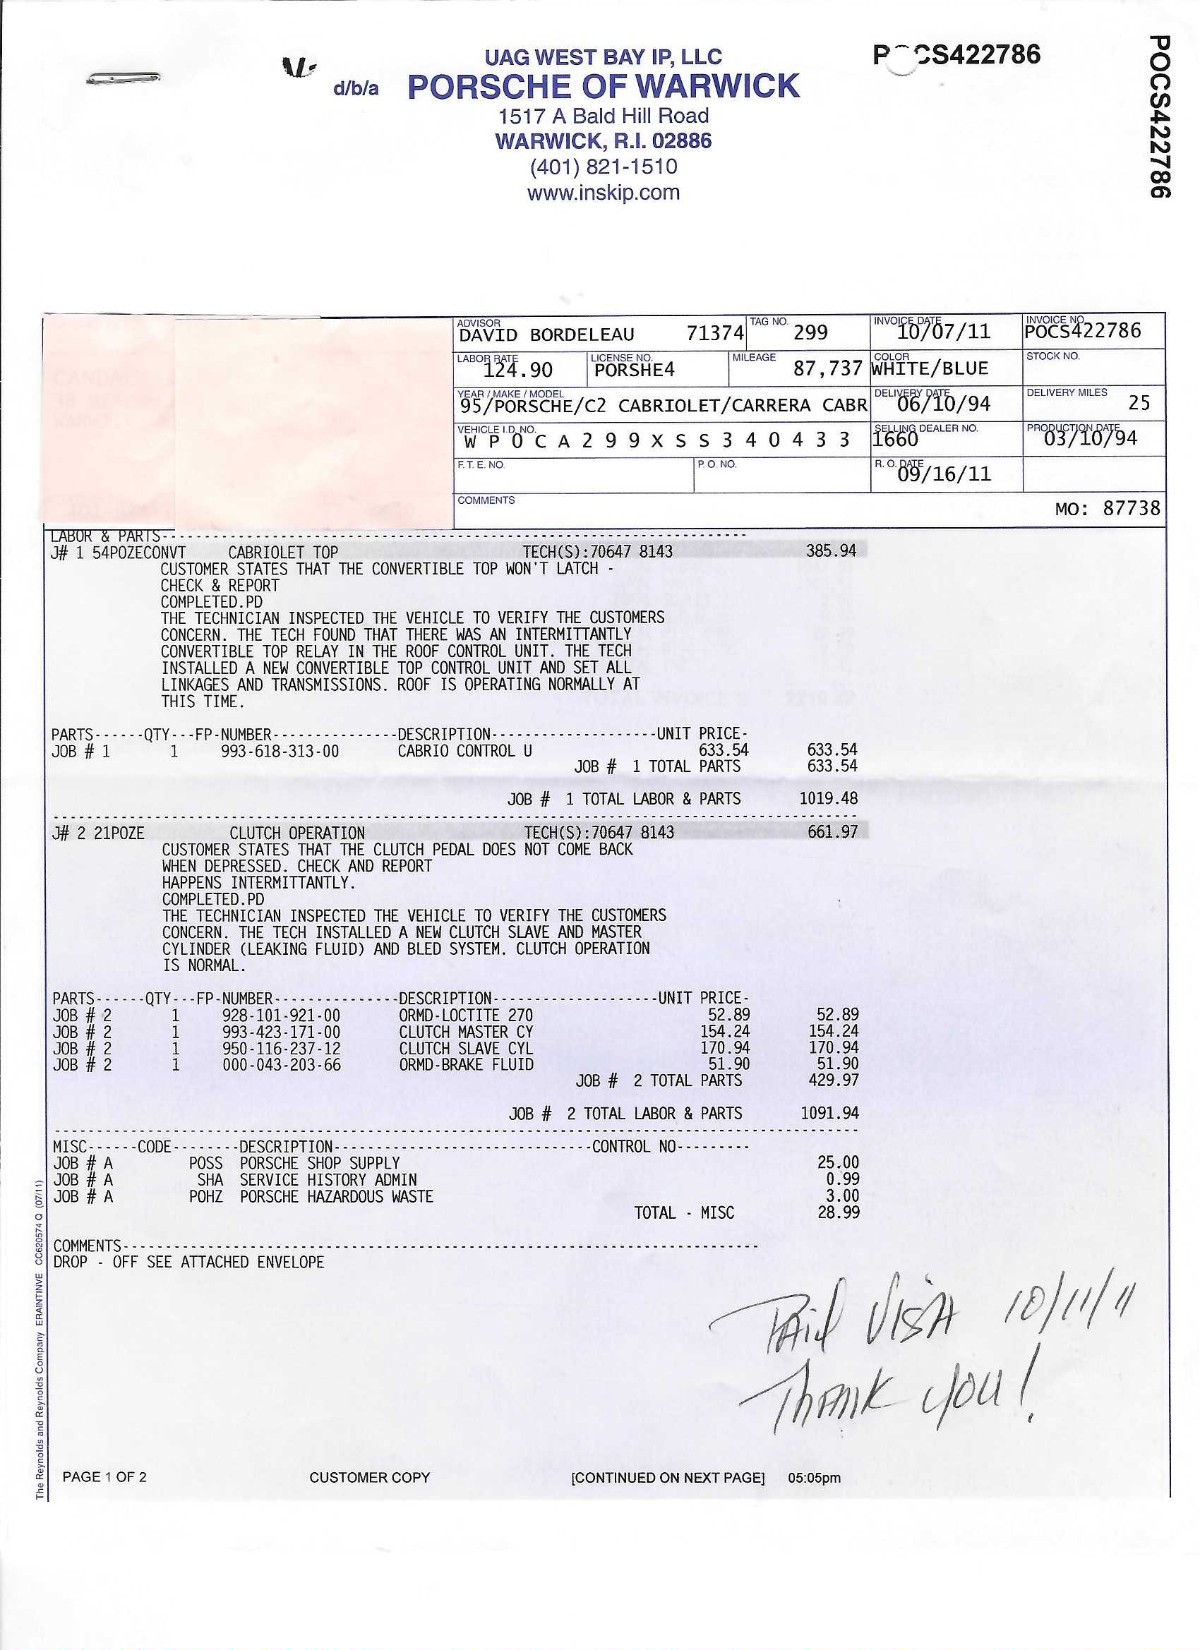 UAG WEST BAY IP, LLC
d/b/a PORSCHE OF WARWICK
1517 A Bald Hill Road
WARWICK, R.I. 02886
(401) 821-1510
www.inskip.com
CS422786
POCS422786
ADVISOR
DAVID BORDELEAU 71374
TAG NO.
299
INVOICE DATE
10/07/11
INVOICE NO.
POCS422786
LABOR RATE
124.90
LICENSE NO.
PORSHE4
MILEAGE
87,737
COLOR
WHITE/BLUE
STOCK NO.
YEAR / MAKE / MODEL
95/PORSCHE/C2 CABRIOLET/CARRERA CABR
DELIVERY DATE
06/10/94
DELIVERY MILES
25
VEHICLE I.D. NO.
W P 0 C A 2 9 9 X S S 3 4 0 4 3 3
SELLING DEALER NO.
1660
PRODUCTION DATE
03/10/94
F. T. E. NO.
P. O. NO.
R. O. DATE
09/16/11
COMMENTS
MO: 87738
LABOR & PARTS--------------------------------------------------------------
J# 1 54POZECONVT CABRIOLET TOP TECH(S):70647 8143 385.94
CUSTOMER STATES THAT THE CONVERTIBLE TOP WON'T LATCH -
CHECK & REPORT
COMPLETED.PD
THE TECHNICIAN INSPECTED THE VEHICLE TO VERIFY THE CUSTOMERS
CONCERN. THE TECH FOUND THAT THERE WAS AN INTERMITTANTLY
CONVERTIBLE TOP RELAY IN THE ROOF CONTROL UNIT. THE TECH
INSTALLED A NEW CONVERTIBLE TOP CONTROL UNIT AND SET ALL
LINKAGES AND TRANSMISSIONS. ROOF IS OPERATING NORMALLY AT
THIS TIME.
PARTS------QTY---FP-NUMBER---------------DESCRIPTION--------------------UNIT PRICE-
JOB # 1 1 993-618-313-00 CABRIO CONTROL U 633.54 633.54
JOB # 1 TOTAL PARTS 633.54
JOB # 1 TOTAL LABOR & PARTS 1019.48
J# 2 21POZE CLUTCH OPERATION TECH(S):70647 8143 661.97
CUSTOMER STATES THAT THE CLUTCH PEDAL DOES NOT COME BACK
WHEN DEPRESSED. CHECK AND REPORT
HAPPENS INTERMITTANTLY.
COMPLETED.PD
THE TECHNICIAN INSPECTED THE VEHICLE TO VERIFY THE CUSTOMERS
CONCERN. THE TECH INSTALLED A NEW CLUTCH SLAVE AND MASTER
CYLINDER (LEAKING FLUID) AND BLED SYSTEM. CLUTCH OPERATION
IS NORMAL.
PARTS------QTY---FP-NUMBER---------------DESCRIPTION--------------------UNIT PRICE-
JOB # 2 1 928-101-921-00 ORMD-LOCTITE 270 52.89 52.89
JOB # 2 1 993-423-171-00 CLUTCH MASTER CY 154.24 154.24
JOB # 2 1 950-116-237-12 CLUTCH SLAVE CYL 170.94 170.94
JOB # 2 1 000-043-203-66 ORMD-BRAKE FLUID 51.90 51.90
JOB # 2 TOTAL PARTS 429.97
JOB # 2 TOTAL LABOR & PARTS 1091.94
MISC------CODE--------DESCRIPTION-------------------------------CONTROL NO---------
JOB # A POSS PORSCHE SHOP SUPPLY 25.00
JOB # A SHA SERVICE HISTORY ADMIN 0.99
JOB # A POHZ PORSCHE HAZARDOUS WASTE 3.00
TOTAL - MISC 28.99
COMMENTS---------------------------------------------------------------------------
DROP - OFF SEE ATTACHED ENVELOPE
Paid VISA 10/11/11
THANK YOU!
PAGE 1 OF 2 CUSTOMER COPY [CONTINUED ON NEXT PAGE] 05:05pm
The Reynolds and Reynolds Company ERAINTINVE CC620574 Q (07/11)